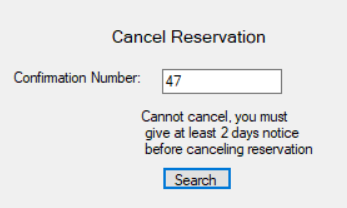 Cancel Reservation
Confirmation Number: 47
Cannot cancel, you must
give at least 2 days notice
before canceling reservation
Search